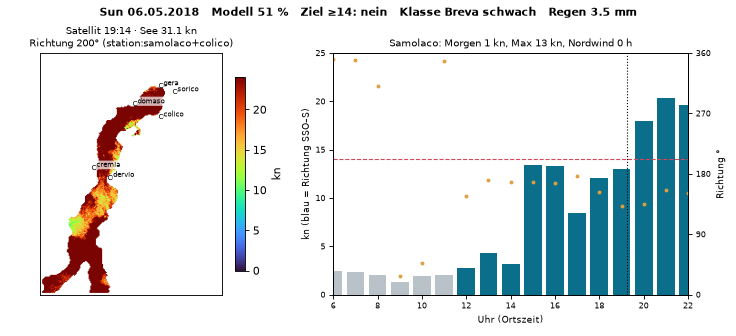 Sun 06.05.2018   Modell 51 %   Ziel ≥14: nein   Klasse Breva schwach   Regen 3.5 mm
Satellit 19:14 · See 31.1 kn
Richtung 200° (station:samolaco+colico)
gera
sorico
domaso
colico
cremia
dervio
20
15
10
5
0
kn
Samolaco: Morgen 1 kn, Max 13 kn, Nordwind 0 h
25
20
15
10
5
0
kn (blau = Richtung SSO–S)
360
270
180
90
0
Richtung °
6 8 10 12 14 16 18 20 22
Uhr (Ortszeit)